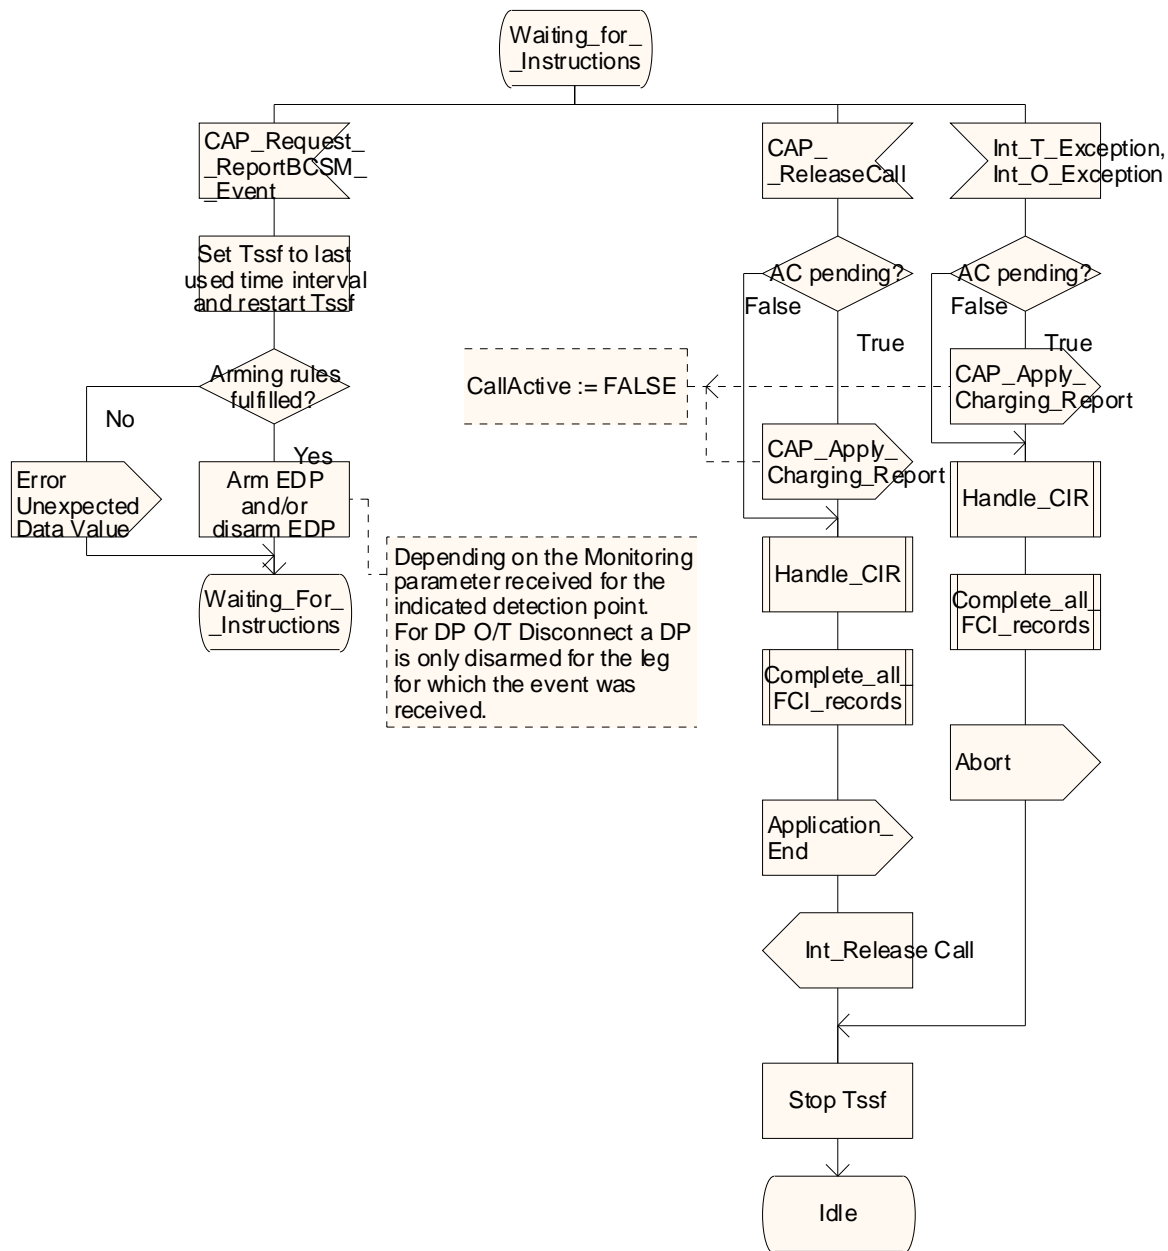 Waiting_for_
_Instructions
CAP_Request_
_ReportBCSM_
_Event
Set Tssf to last
used time interval
and restart Tssf
Arming rules
fulfilled?
No
Yes
Error
Unexpected
Data Value
Arm EDP
and/or
disarm EDP
Waiting_For_
_Instructions
Depending on the Monitoring
parameter received for the
indicated detection point.
For DP O/T Disconnect a DP
is only disarmed for the leg
for which the event was
received.
CallActive := FALSE
CAP_
_ReleaseCall
AC pending?
False
True
CAP_Apply_
Charging_Report
Handle_CIR
Complete_all_
FCI_records
Application_
End
Int_Release Call
Int_T_Exception,
Int_O_Exception
AC pending?
False
True
CAP_Apply_
Charging_Report
Handle_CIR
Complete_all_
FCI_records
Abort
Stop Tssf
Idle